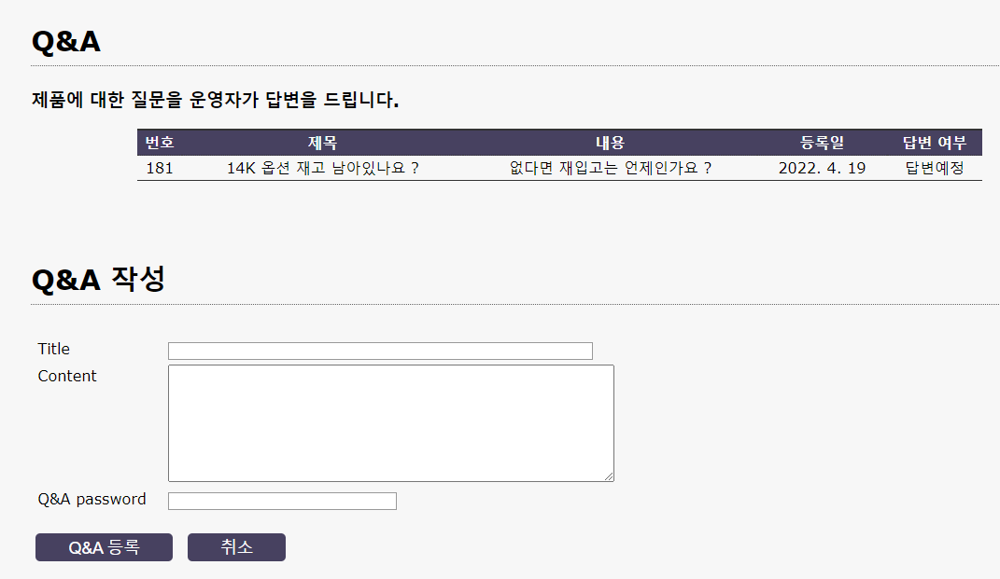 Q&A
제품에 대한 질문을 운영자가 답변을 드립니다.
번호 제목 내용 등록일 답변 여부
181 14K 옵션 재고 남아있나요 ? 없다면 재입고는 언제인가요 ? 2022. 4. 19 답변예정
Q&A 작성
Title
Content
Q&A password
Q&A 등록 취소